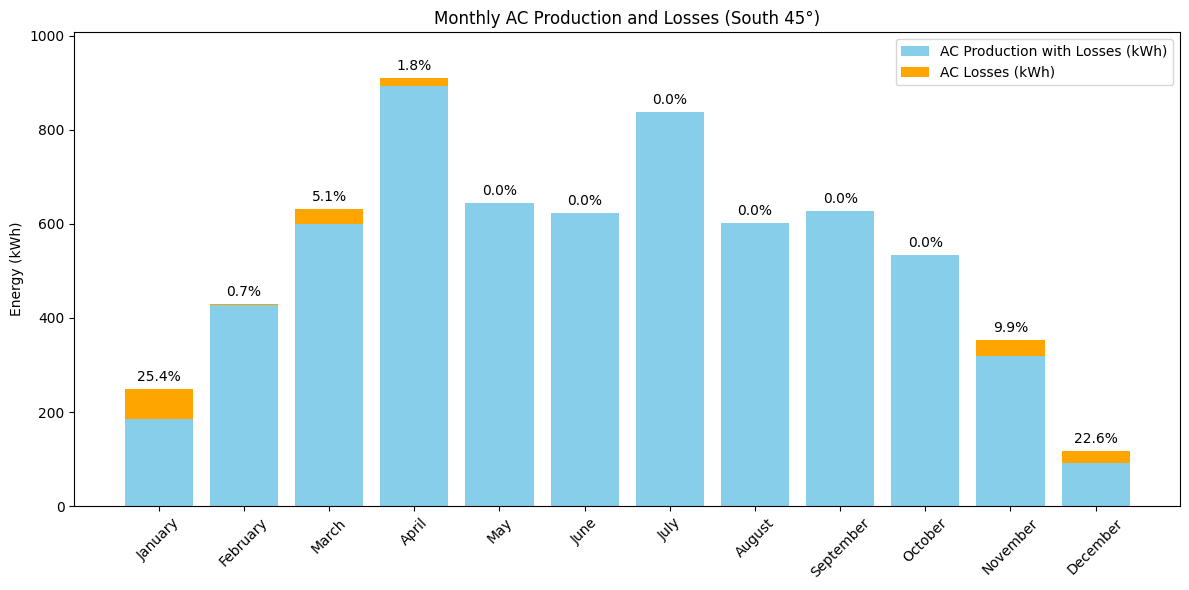 Monthly AC Production and Losses (South 45°)
AC Production with Losses (kWh)
AC Losses (kWh)
Energy (kWh)
1000
800
600
400
200
0
25.4%
0.7%
5.1%
1.8%
0.0%
0.0%
0.0%
0.0%
0.0%
0.0%
9.9%
22.6%
January
February
March
April
May
June
July
August
September
October
November
December